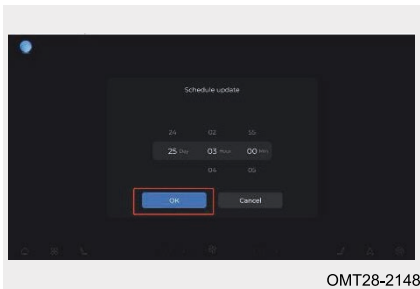 Schedule update
24 02 55
25 Day 03 Hour 00 Min
04 05
OK Cancel
OMT28-2148